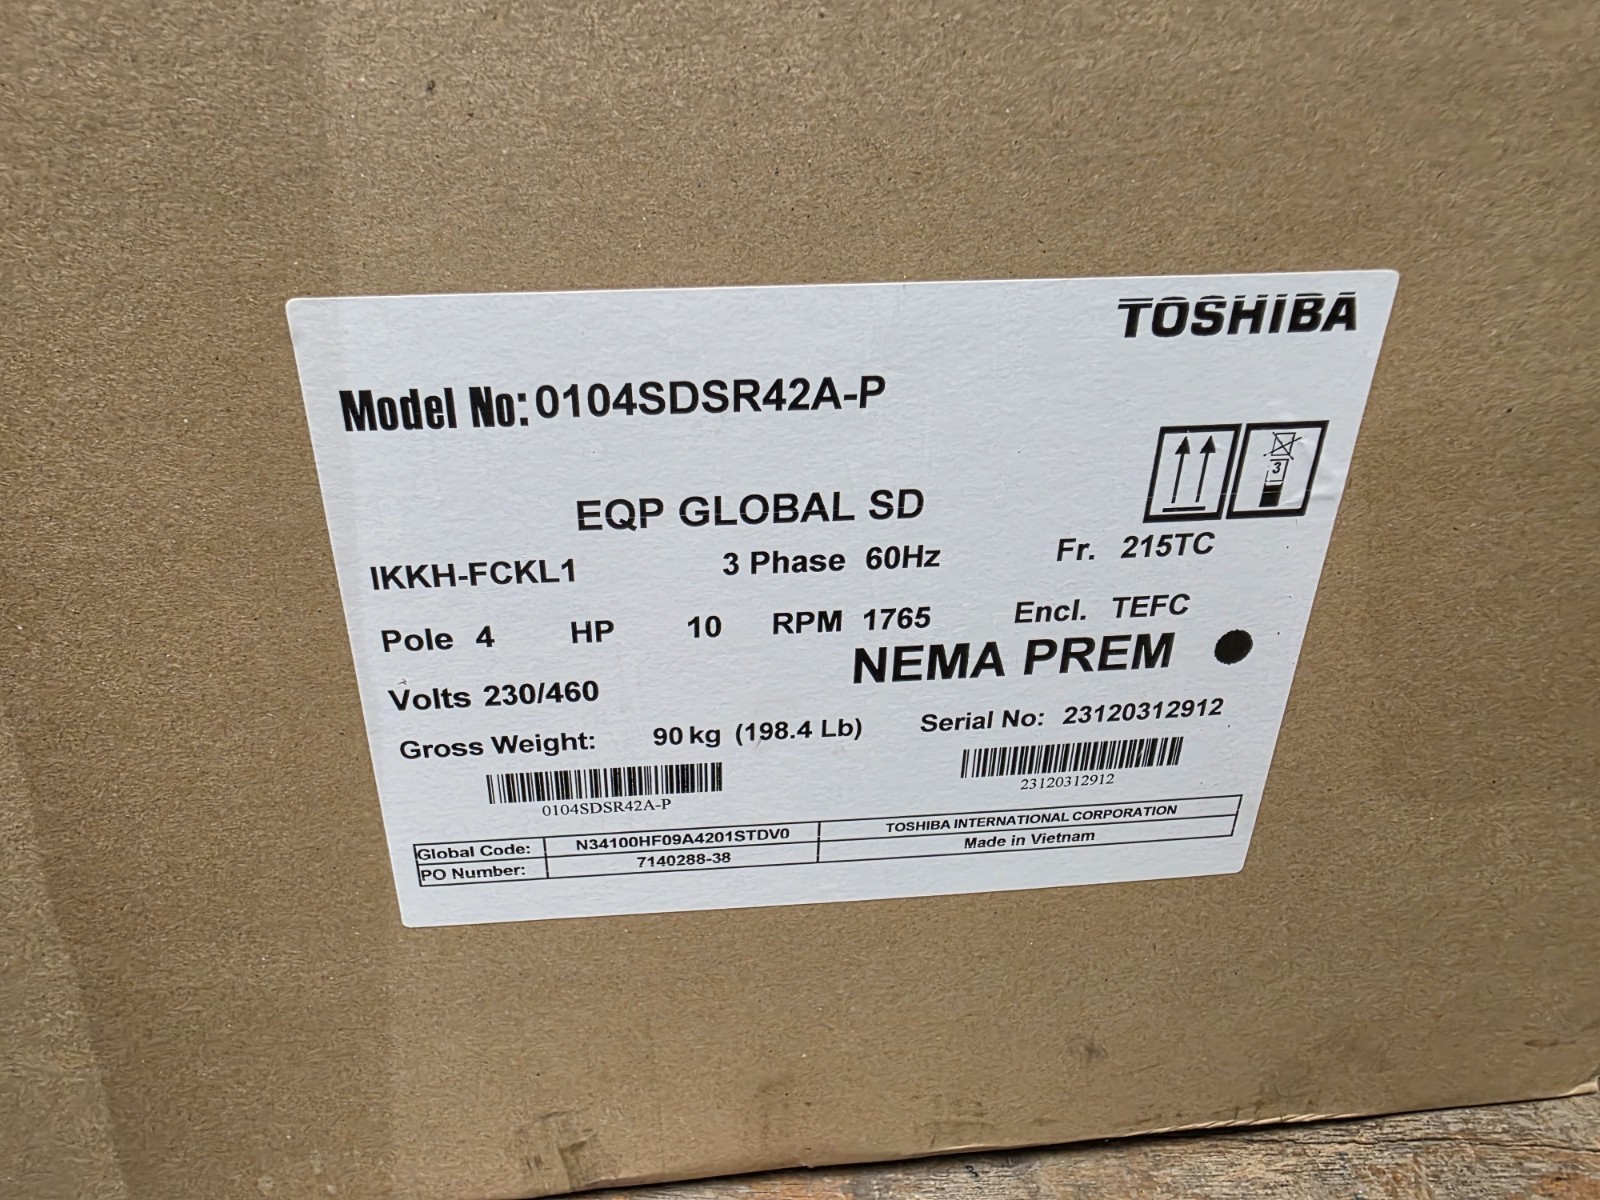 TOSHIBA
Model No: 0104SDSR42A-P
3
EQP GLOBAL SD
IKKH-FCKL1 3 Phase 60Hz Fr. 215TC
Pole 4 HP 10 RPM 1765 Encl. TEFC
NEMA PREM
Volts 230/460
Gross Weight: 90 kg (198.4 Lb) Serial No: 23120312912
0104SDSR42A-P 23120312912
Global Code: N34100HF09A4201STDV0 TOSHIBA INTERNATIONAL CORPORATION
PO Number: 7140288-38 Made in Vietnam